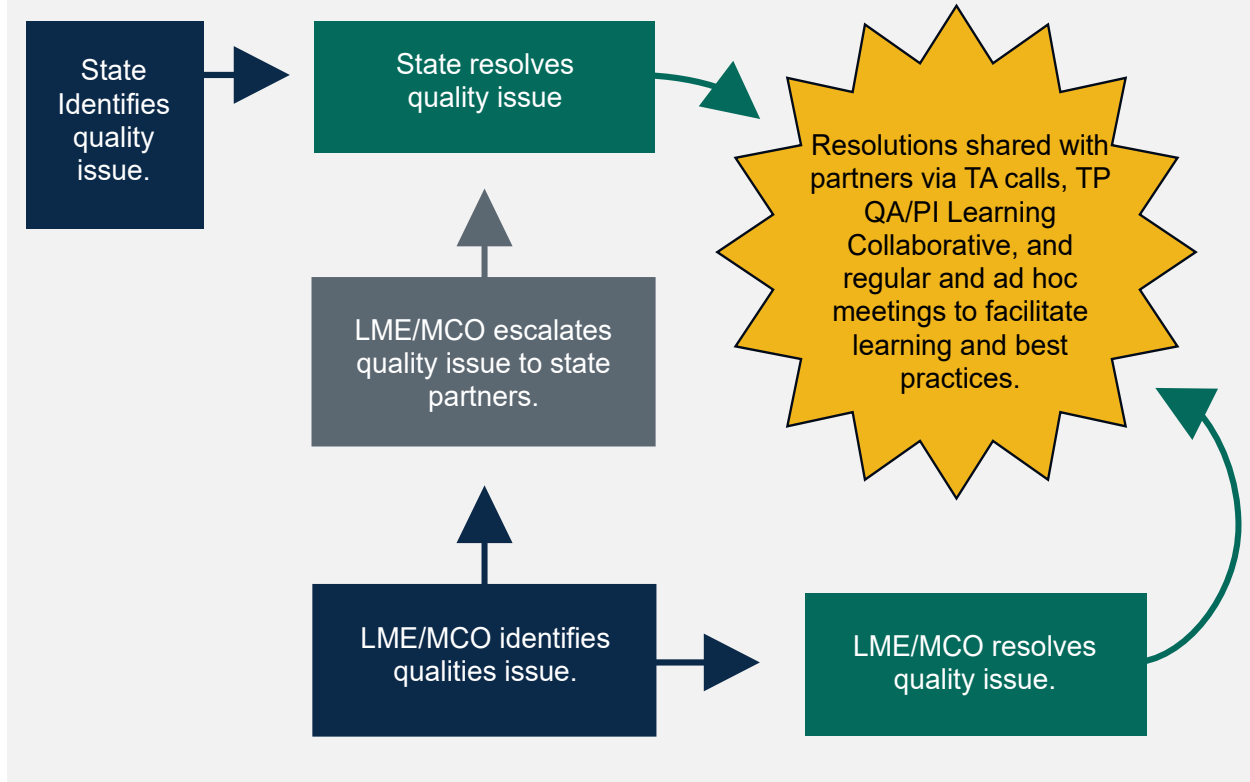 State
Identifies
quality
issue.
State resolves
quality issue
Resolutions shared with
partners via TA calls, TP
QA/PI Learning
Collaborative, and
regular and ad hoc
meetings to facilitate
learning and best
practices.
LME/MCO escalates
quality issue to state
partners.
LME/MCO identifies
qualities issue.
LME/MCO resolves
quality issue.